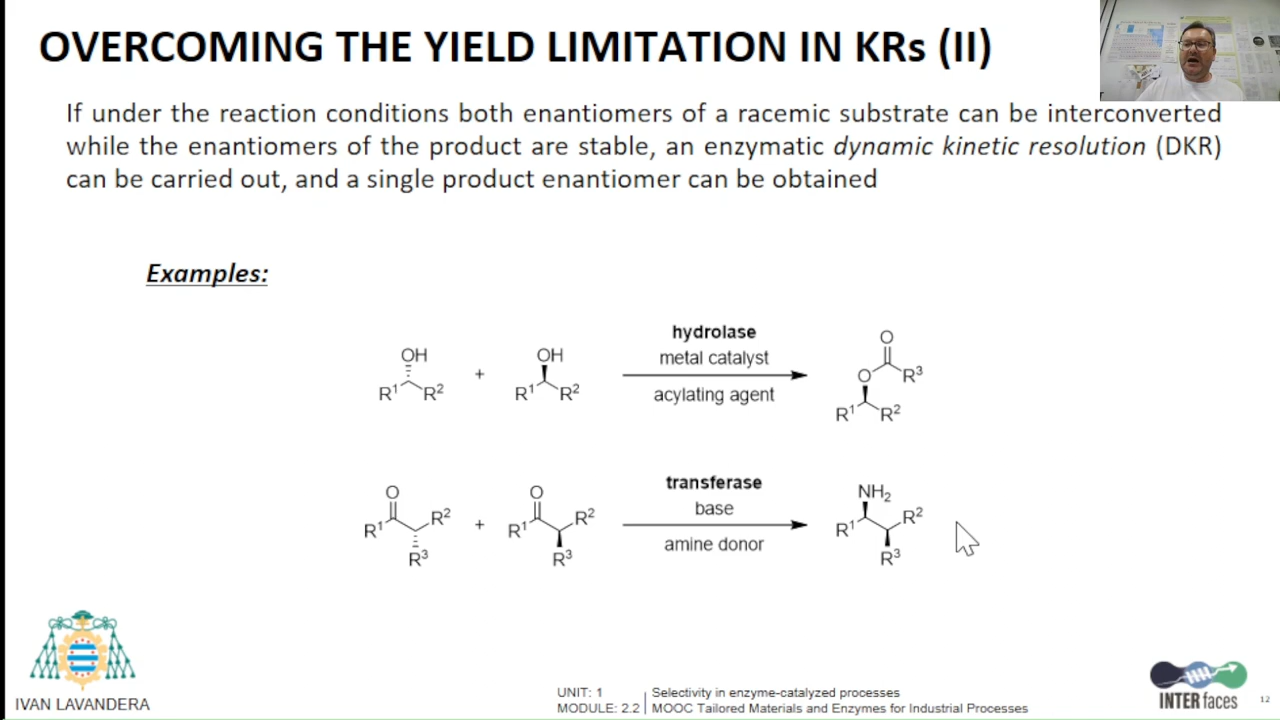 OVERCOMING THE YIELD LIMITATION IN KRs (II)
If under the reaction conditions both enantiomers of a racemic substrate can be interconverted
while the enantiomers of the product are stable, an enzymatic dynamic kinetic resolution (DKR)
can be carried out, and a single product enantiomer can be obtained
Examples:
OH
R¹ R²
+
OH
R¹ R²
hydrolase
metal catalyst
acylating agent
O
O R³
R¹ R²
O
R¹ R²
R³
+
O
R¹ R²
R³
transferase
base
amine donor
NH₂
R¹ R²
R³
IVAN LAVANDERA
UNIT: 1 Selectivity in enzyme-catalyzed processes
MODULE: 2.2 MOOC Tailored Materials and Enzymes for Industrial Processes
INTERfaces
12